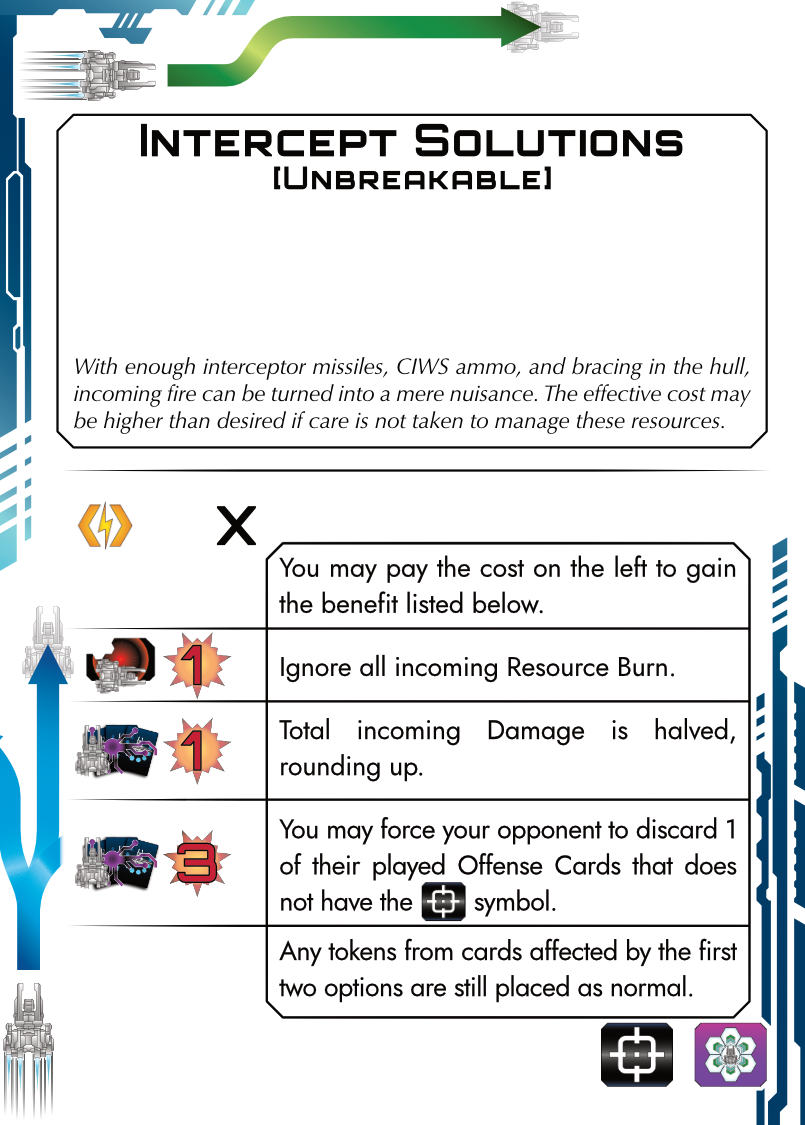 Intercept Solutions
[Unbreakable]
With enough interceptor missiles, CIWS ammo, and bracing in the hull,
incoming fire can be turned into a mere nuisance. The effective cost may
be higher than desired if care is not taken to manage these resources.
X
You may pay the cost on the left to gain
the benefit listed below.
1
Ignore all incoming Resource Burn.
1
Total incoming Damage is halved,
rounding up.
3
You may force your opponent to discard 1
of their played Offense Cards that does
not have the symbol.
Any tokens from cards affected by the first
two options are still placed as normal.